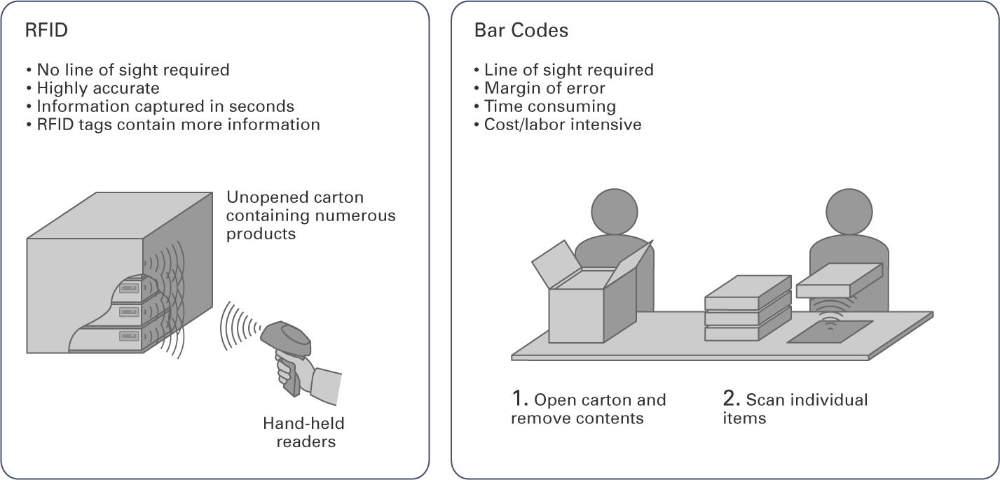 RFID
• No line of sight required
• Highly accurate
• Information captured in seconds
• RFID tags contain more information
Unopened carton
containing numerous
products
Hand-held
readers
Bar Codes
• Line of sight required
• Margin of error
• Time consuming
• Cost/labor intensive
1. Open carton and
remove contents
2. Scan individual
items